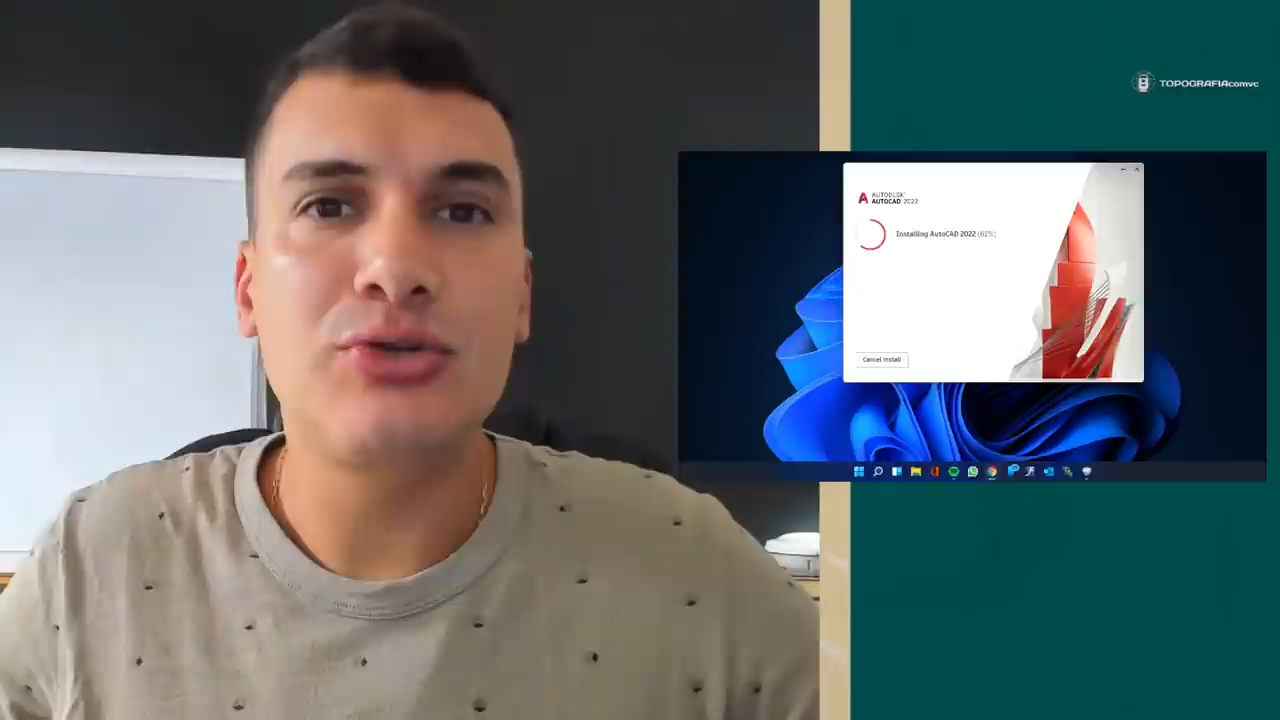 TOPOGRAFIAcomvc
AUTODESK®
AUTOCAD 2022
Installing AutoCAD 2022 (61%)
Cancel Install